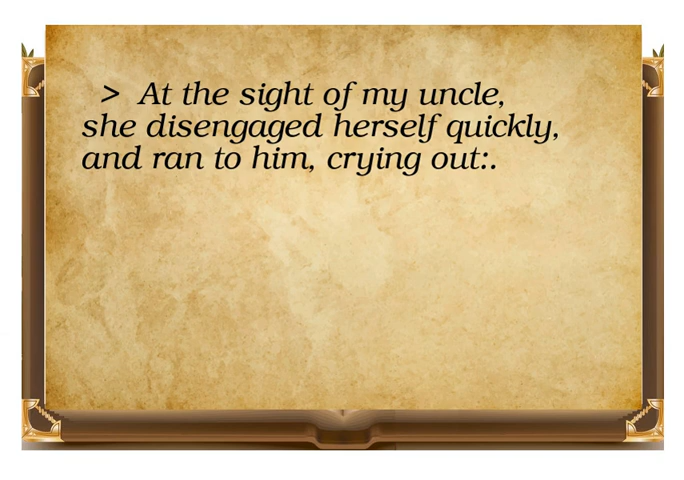 > At the sight of my uncle,
she disengaged herself quickly,
and ran to him, crying out:.